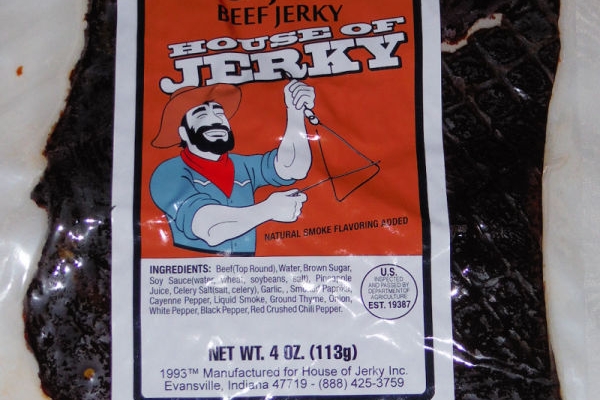 BEEF JERKY
HOUSE OF
JERKY
NATURAL SMOKE FLAVORING ADDED
INGREDIENTS: Beef(Top Round), Water, Brown Sugar,
Soy Sauce(water, wheat, soybeans, salt), Pineapple
Juice, Celery Salt(salt, celery), Garlic, , Smoky Paprika,
Cayenne Pepper, Liquid Smoke, Ground Thyme, Onion,
White Pepper, Black Pepper, Red Crushed Chili Pepper.
U.S.
INSPECTED
AND PASSED BY
DEPARTMENT OF
AGRICULTURE
EST. 19387
NET WT. 4 OZ. (113g)
1993™ Manufactured for House of Jerky Inc.
Evansville, Indiana 47719 - (888) 425-3759